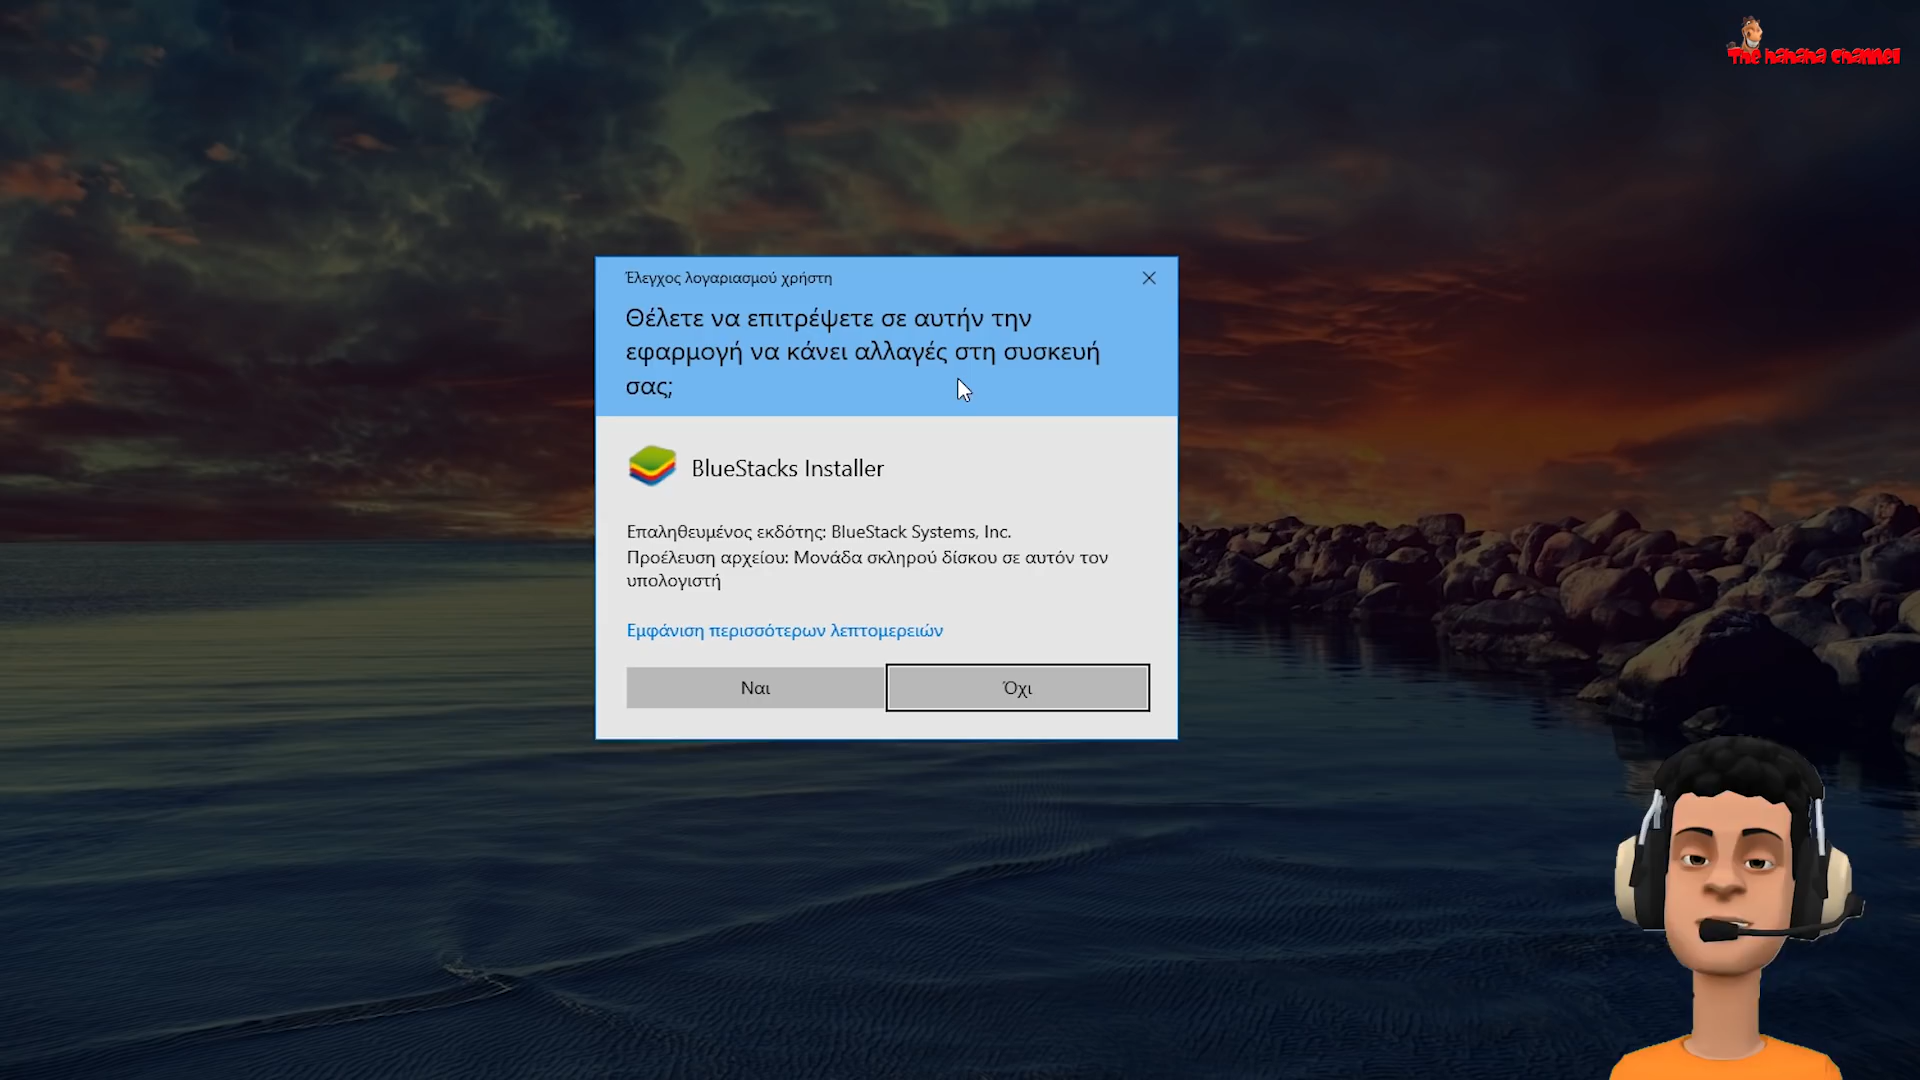 The hahaha channel
Έλεγχος λογαριασμού χρήστη
Θέλετε να επιτρέψετε σε αυτήν την
εφαρμογή να κάνει αλλαγές στη συσκευή
σας;
BlueStacks Installer
Επαληθευμένος εκδότης: BlueStack Systems, Inc.
Προέλευση αρχείου: Μονάδα σκληρού δίσκου σε αυτόν τον
υπολογιστή
Εμφάνιση περισσότερων λεπτομερειών
Ναι
Όχι